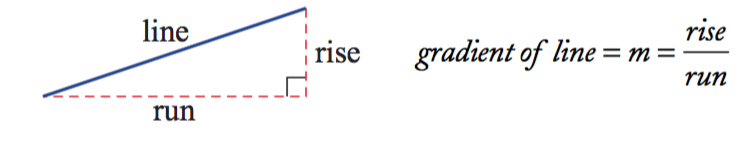 line
rise
run
gradient of line = m = rise
run